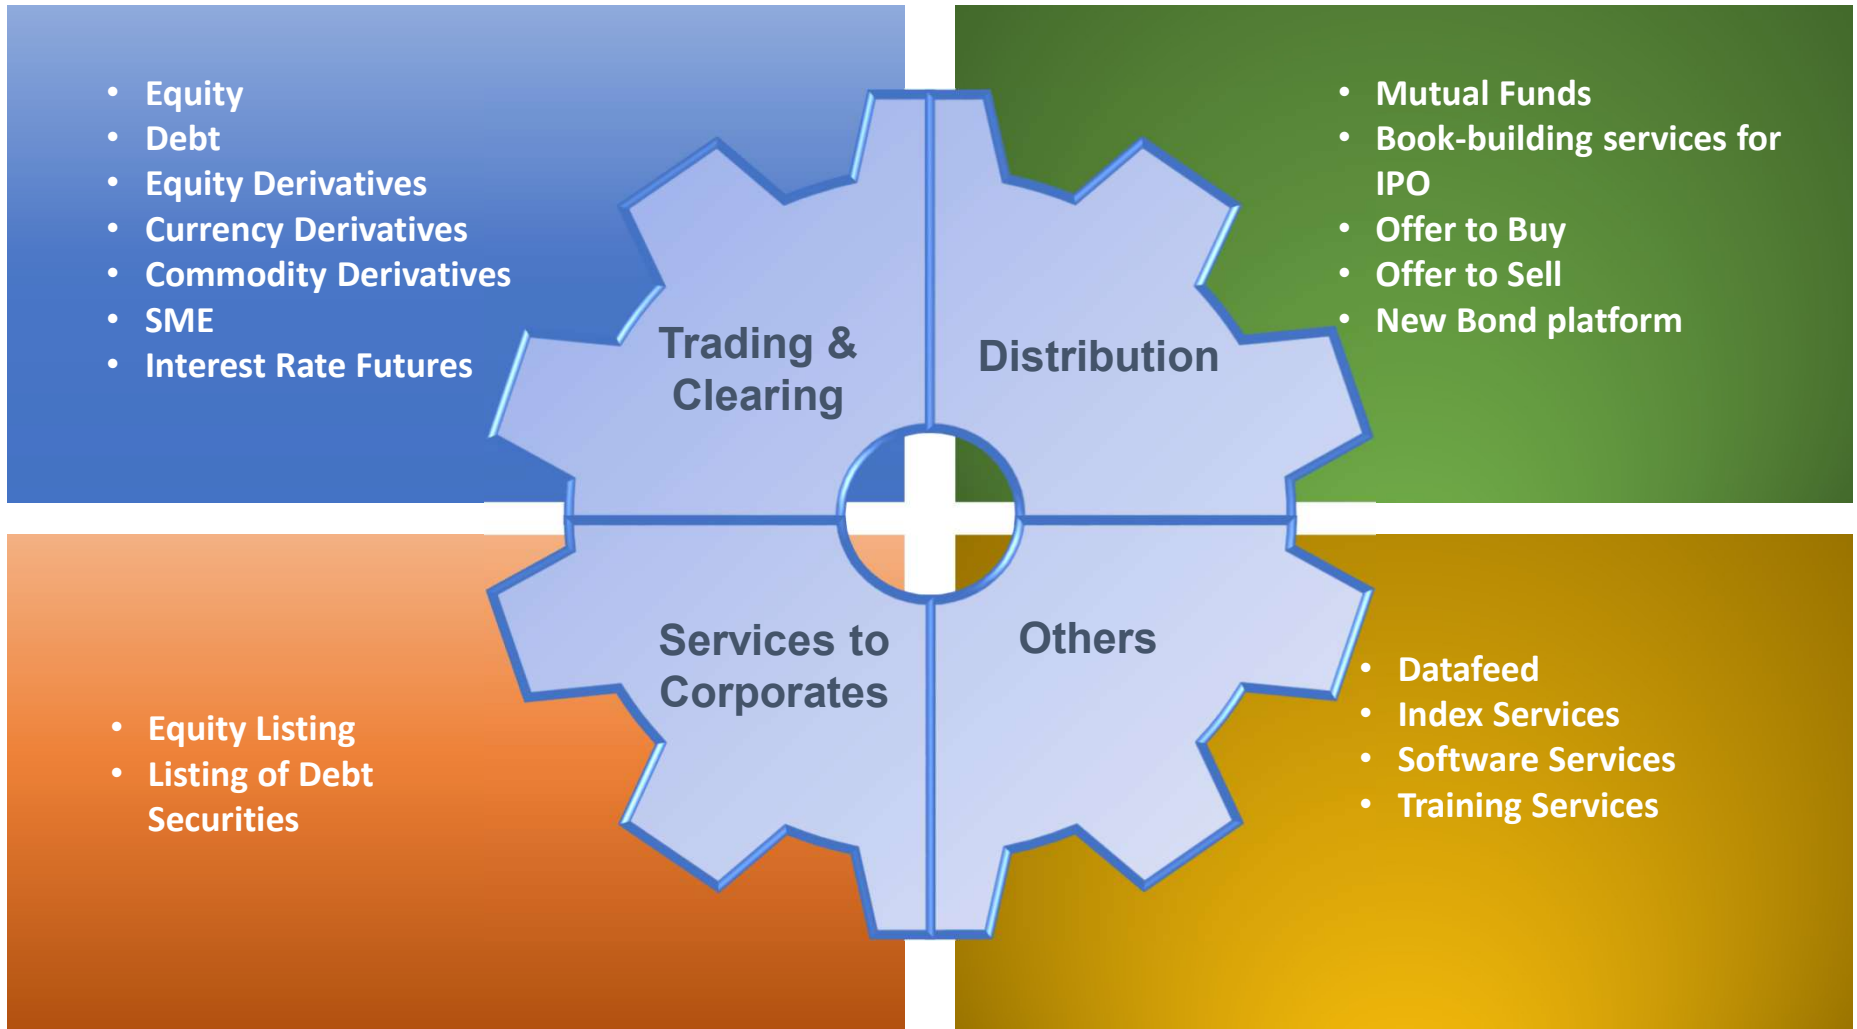 • Equity
• Debt
• Equity Derivatives
• Currency Derivatives
• Commodity Derivatives
• SME
• Interest Rate Futures
Trading &
Clearing
• Mutual Funds
• Book-building services for
IPO
• Offer to Buy
• Offer to Sell
• New Bond platform
Distribution
Services to
Corporates
• Equity Listing
• Listing of Debt
Securities
Others
• Datafeed
• Index Services
• Software Services
• Training Services